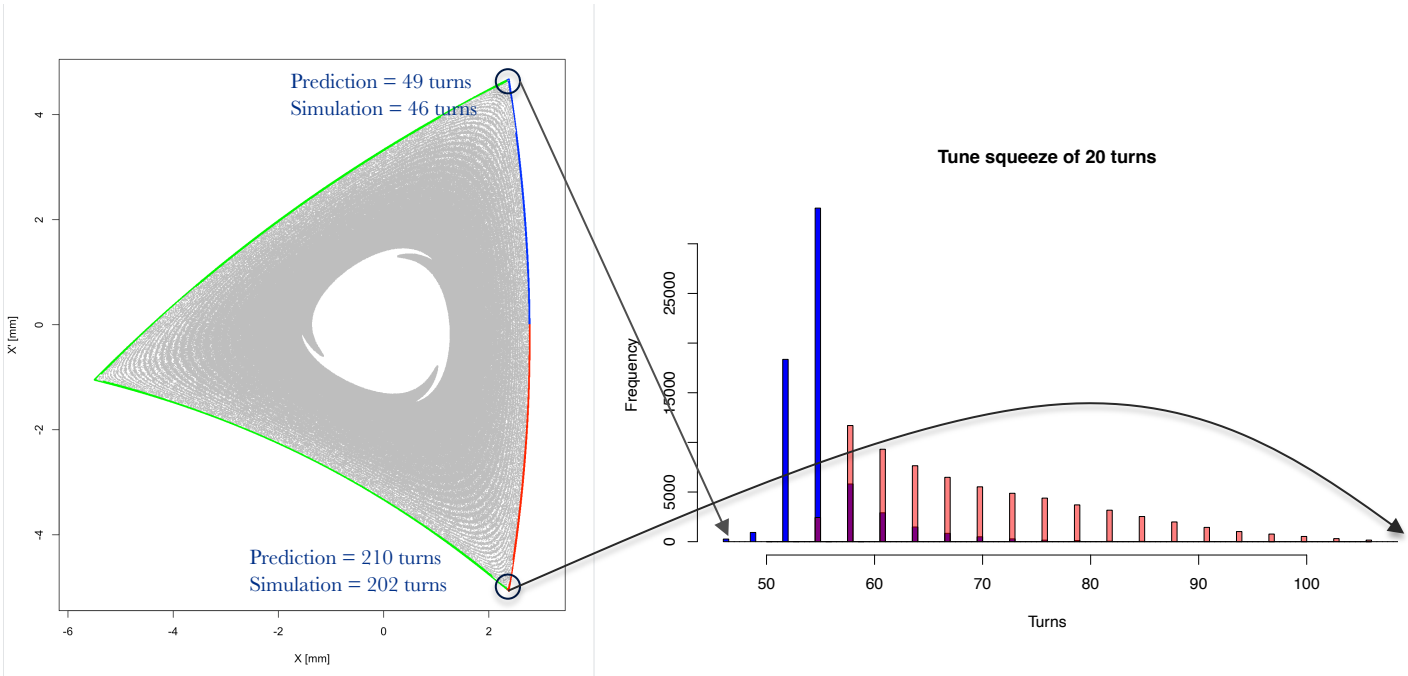 Prediction = 49 turns
Simulation = 46 turns
4
2
0
-2
-4
X' [mm]
Prediction = 210 turns
Simulation = 202 turns
-6
-4
-2
0
2
X [mm]
Tune squeeze of 20 turns
Frequency
25000
15000
5000
0
50
60
70
80
90
100
Turns